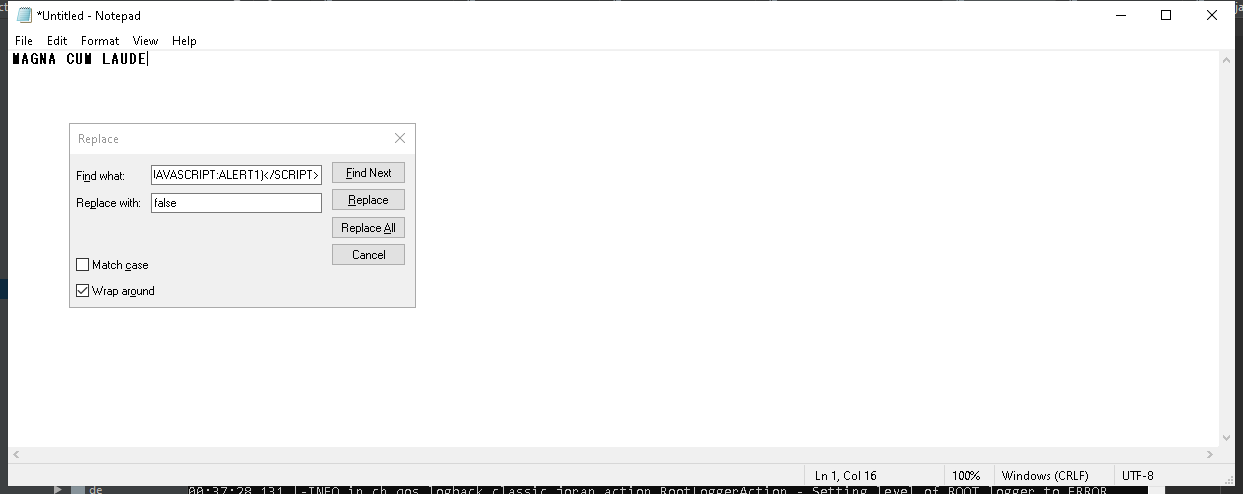 *Untitled - Notepad
File Edit Format View Help
MAGNA CUM LAUDE
Replace
Find what: JAVASCRIPT:ALERT1)</SCRIPT> Find Next
Replace with: false Replace
Replace All
Cancel
Match case
Wrap around
Ln 1, Col 16 100% Windows (CRLF) UTF-8
de 00:37:28,131 |-INFO in ch.qos.logback.classic.joran.action.RootLoggerAction - Setting level of ROOT logger to ERROR